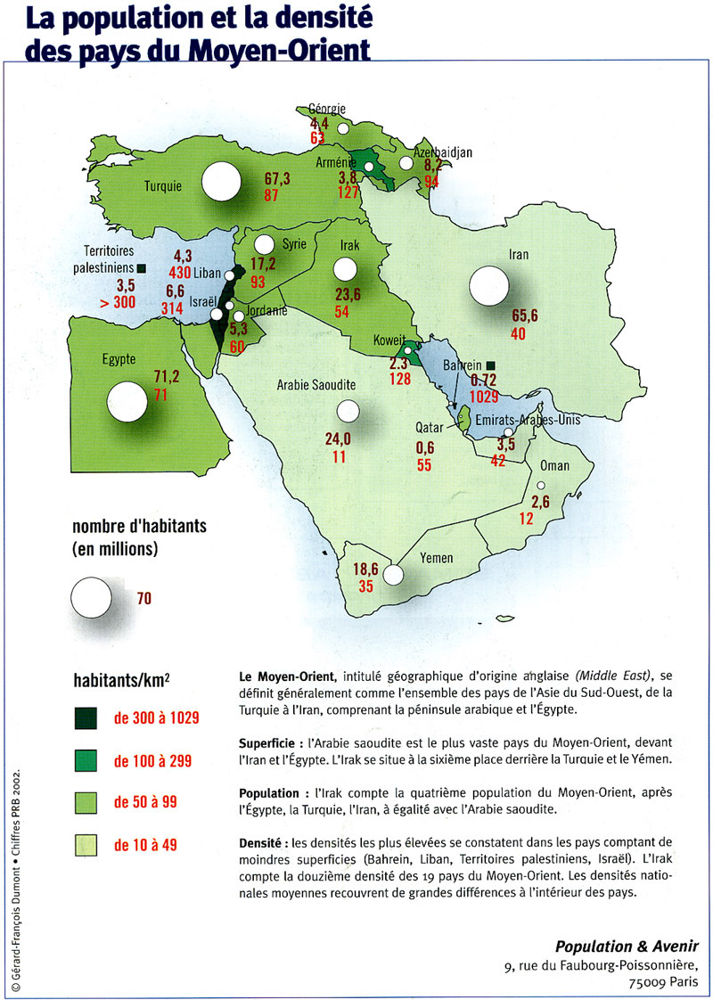 La population et la densité
des pays du Moyen-Orient
Géorgie
4,4
63
Arménie
3,8
127
Azerbaïdjan
8,2
94
Turquie
67,3
87
Territoires
palestiniens
3,5
> 300
4,3
430
Liban
6,6
314
Israël
Syrie
17,2
93
Irak
23,6
54
Iran
65,6
40
Jordanie
5,3
60
Koweit
2.3
128
Bahrein
0.72
1029
Egypte
71,2
71
Arabie Saoudite
24,0
11
Qatar
0,6
55
Emirats-Arabes-Unis
3,5
42
Oman
2,6
12
Yemen
18,6
35
nombre d'habitants
(en millions)
70
habitants/km²
de 300 à 1029
de 100 à 299
de 50 à 99
de 10 à 49
Le Moyen-Orient, intitulé géographique d'origine anglaise (Middle East), se
définit généralement comme l'ensemble des pays de l'Asie du Sud-Ouest, de la
Turquie à l'Iran, comprenant la péninsule arabique et l'Égypte.
Superficie : l'Arabie saoudite est le plus vaste pays du Moyen-Orient, devant
l'Iran et l'Égypte. L'Irak se situe à la sixième place derrière la Turquie et le Yémen.
Population : l'Irak compte la quatrième population du Moyen-Orient, après
l'Égypte, la Turquie, l'Iran, à égalité avec l'Arabie saoudite.
Densité : les densités les plus élevées se constatent dans les pays comptant de
moindres superficies (Bahrein, Liban, Territoires palestiniens, Israël). L'Irak
compte la douzième densité des 19 pays du Moyen-Orient. Les densités natio-
nales moyennes recouvrent de grandes différences à l'intérieur des pays.
© Gérard-François Dumont • Chiffres PRB 2002.
Population & Avenir
9, rue du Faubourg-Poissonnière,
75009 Paris